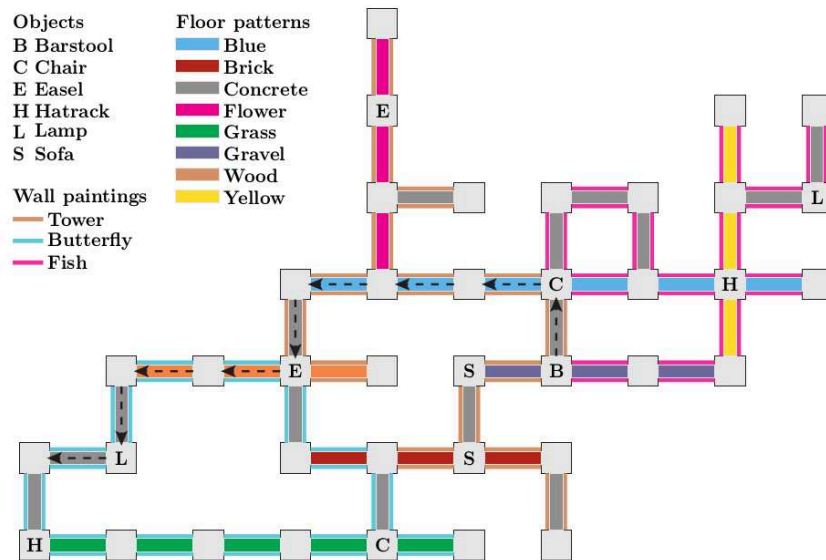 Objects
B Barstool
C Chair
E Easel
H Hatrack
L Lamp
S Sofa
Wall paintings
Tower
Butterfly
Fish
Floor patterns
Blue
Brick
Concrete
Flower
Grass
Gravel
Wood
Yellow
E
L
C
H
E
S
B
L
S
H
C